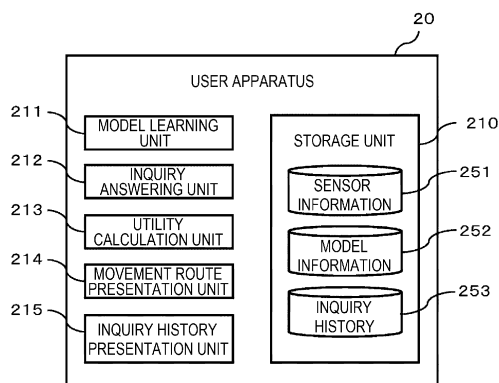 20
USER APPARATUS
211
MODEL LEARNING
UNIT
212
INQUIRY
ANSWERING UNIT
213
UTILITY
CALCULATION UNIT
214
MOVEMENT ROUTE
PRESENTATION UNIT
215
INQUIRY HISTORY
PRESENTATION UNIT
STORAGE UNIT
210
SENSOR
INFORMATION
251
MODEL
INFORMATION
252
INQUIRY
HISTORY
253